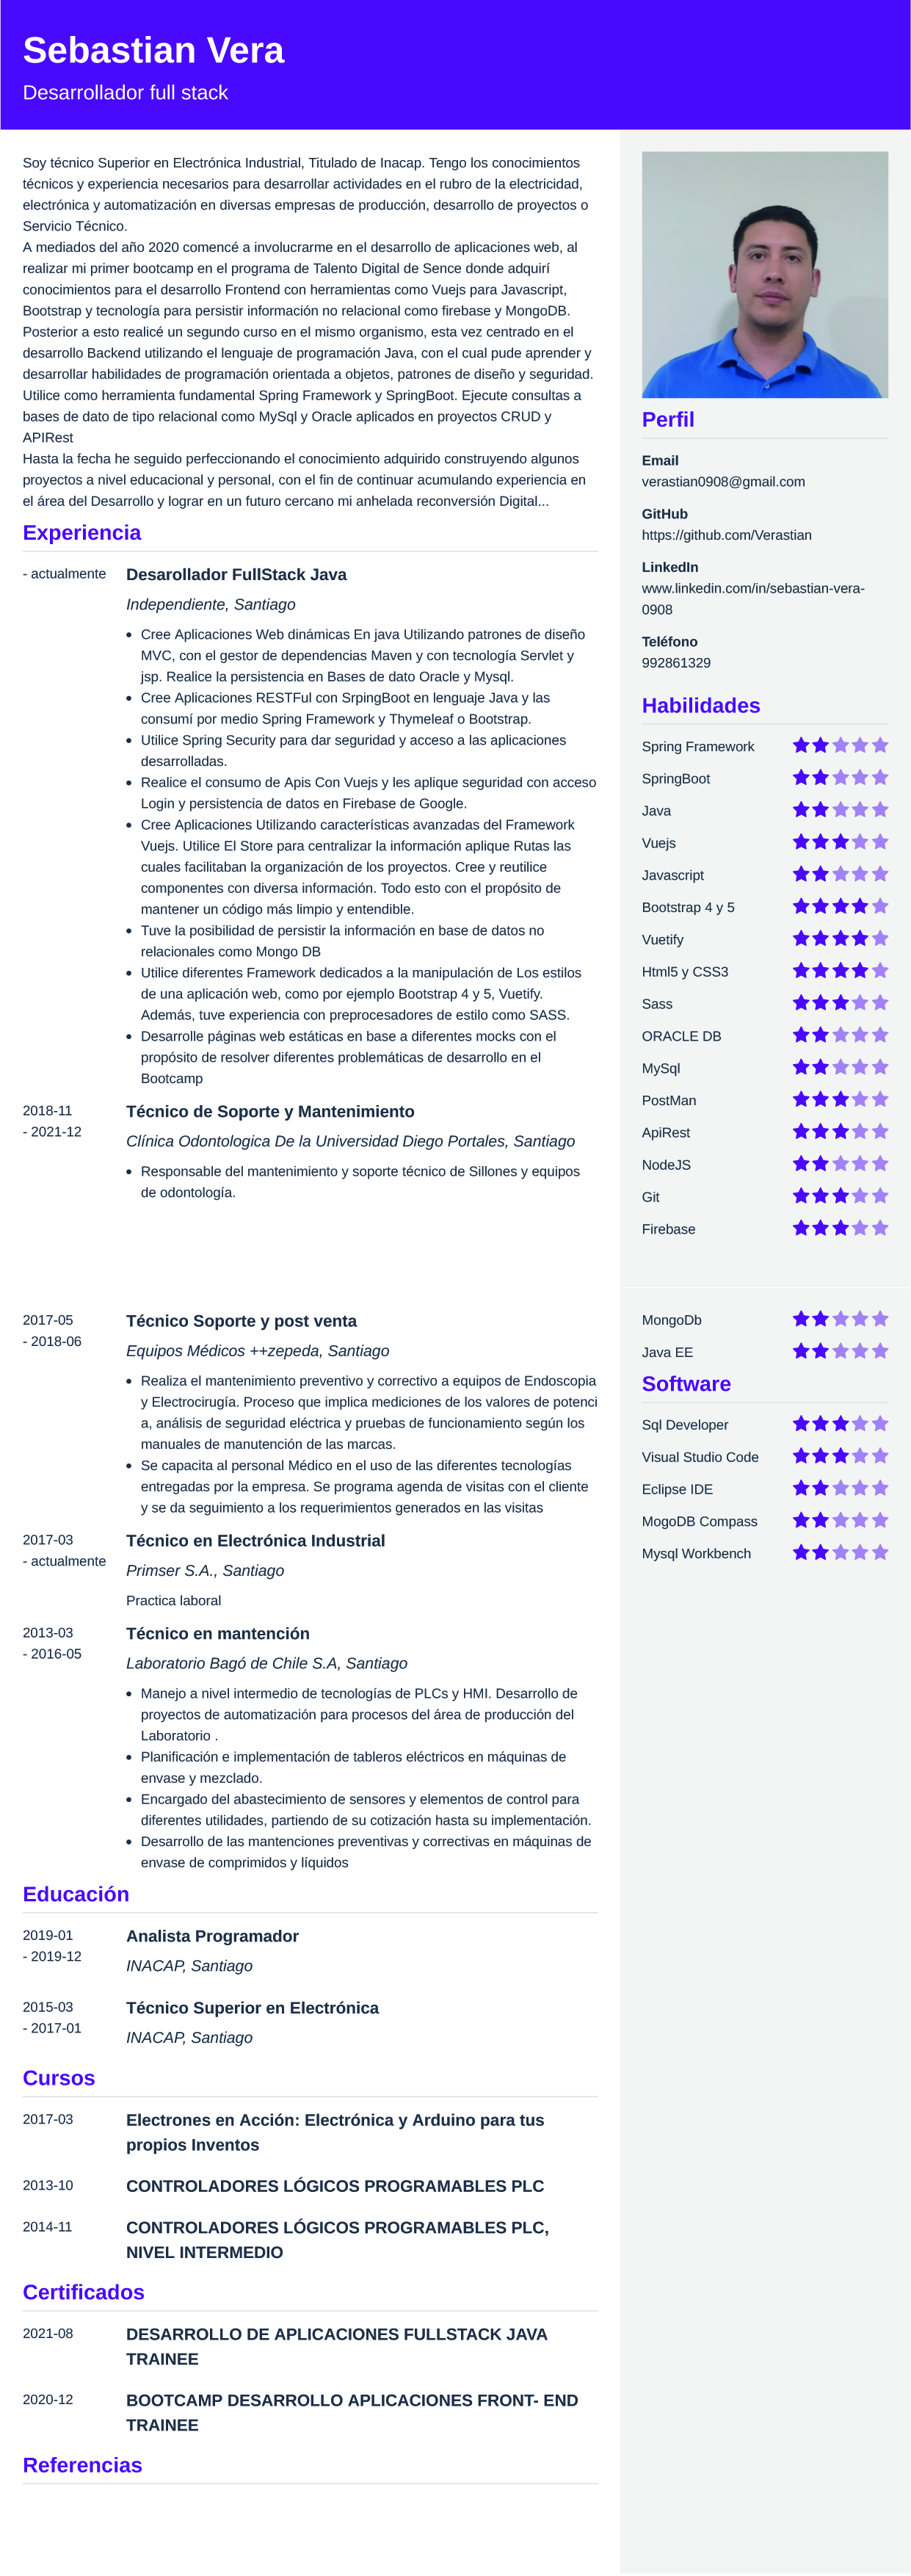 Sebastian Vera
Desarrollador full stack
Soy técnico Superior en Electrónica Industrial, Titulado de Inacap. Tengo los conocimientos
técnicos y experiencia necesarios para desarrollar actividades en el rubro de la electricidad,
electrónica y automatización en diversas empresas de producción, desarrollo de proyectos o
Servicio Técnico.
A mediados del año 2020 comencé a involucrarme en el desarrollo de aplicaciones web, al
realizar mi primer bootcamp en el programa de Talento Digital de Sence donde adquirí
conocimientos para el desarrollo Frontend con herramientas como Vuejs para Javascript,
Bootstrap y tecnología para persistir información no relacional como firebase y MongoDB.
Posterior a esto realicé un segundo curso en el mismo organismo, esta vez centrado en el
desarrollo Backend utilizando el lenguaje de programación Java, con el cual pude aprender y
desarrollar habilidades de programación orientada a objetos, patrones de diseño y seguridad.
Utilice como herramienta fundamental Spring Framework y SpringBoot. Ejecute consultas a
bases de dato de tipo relacional como MySql y Oracle aplicados en proyectos CRUD y
APIRest
Hasta la fecha he seguido perfeccionando el conocimiento adquirido construyendo algunos
proyectos a nivel educacional y personal, con el fin de continuar acumulando experiencia en
el área del Desarrollo y lograr en un futuro cercano mi anhelada reconversión Digital...
Experiencia
- actualmente
Desarollador FullStack Java
Independiente, Santiago
• Cree Aplicaciones Web dinámicas En java Utilizando patrones de diseño
MVC, con el gestor de dependencias Maven y con tecnología Servlet y
jsp. Realice la persistencia en Bases de dato Oracle y Mysql.
• Cree Aplicaciones RESTFul con SrpingBoot en lenguaje Java y las
consumí por medio Spring Framework y Thymeleaf o Bootstrap.
• Utilice Spring Security para dar seguridad y acceso a las aplicaciones
desarrolladas.
• Realice el consumo de Apis Con Vuejs y les aplique seguridad con acceso
Login y persistencia de datos en Firebase de Google.
• Cree Aplicaciones Utilizando características avanzadas del Framework
Vuejs. Utilice El Store para centralizar la información aplique Rutas las
cuales facilitaban la organización de los proyectos. Cree y reutilice
componentes con diversa información. Todo esto con el propósito de
mantener un código más limpio y entendible.
• Tuve la posibilidad de persistir la información en base de datos no
relacionales como Mongo DB
• Utilice diferentes Framework dedicados a la manipulación de Los estilos
de una aplicación web, como por ejemplo Bootstrap 4 y 5, Vuetify.
Además, tuve experiencia con preprocesadores de estilo como SASS.
• Desarrolle páginas web estáticas en base a diferentes mocks con el
propósito de resolver diferentes problemáticas de desarrollo en el
Bootcamp
2018-11
- 2021-12
Técnico de Soporte y Mantenimiento
Clínica Odontologica De la Universidad Diego Portales, Santiago
• Responsable del mantenimiento y soporte técnico de Sillones y equipos
de odontología.
2017-05
- 2018-06
Técnico Soporte y post venta
Equipos Médicos ++zepeda, Santiago
• Realiza el mantenimiento preventivo y correctivo a equipos de Endoscopia
y Electrocirugía. Proceso que implica mediciones de los valores de potenci
a, análisis de seguridad eléctrica y pruebas de funcionamiento según los
manuales de manutención de las marcas.
• Se capacita al personal Médico en el uso de las diferentes tecnologías
entregadas por la empresa. Se programa agenda de visitas con el cliente
y se da seguimiento a los requerimientos generados en las visitas
2017-03
- actualmente
Técnico en Electrónica Industrial
Primser S.A., Santiago
Practica laboral
2013-03
- 2016-05
Técnico en mantención
Laboratorio Bagó de Chile S.A, Santiago
• Manejo a nivel intermedio de tecnologías de PLCs y HMI. Desarrollo de
proyectos de automatización para procesos del área de producción del
Laboratorio .
• Planificación e implementación de tableros eléctricos en máquinas de
envase y mezclado.
• Encargado del abastecimiento de sensores y elementos de control para
diferentes utilidades, partiendo de su cotización hasta su implementación.
• Desarrollo de las mantenciones preventivas y correctivas en máquinas de
envase de comprimidos y líquidos
Educación
2019-01
- 2019-12
Analista Programador
INACAP, Santiago
2015-03
- 2017-01
Técnico Superior en Electrónica
INACAP, Santiago
Cursos
2017-03
Electrones en Acción: Electrónica y Arduino para tus
propios Inventos
2013-10
CONTROLADORES LÓGICOS PROGRAMABLES PLC
2014-11
CONTROLADORES LÓGICOS PROGRAMABLES PLC,
NIVEL INTERMEDIO
Certificados
2021-08
DESARROLLO DE APLICACIONES FULLSTACK JAVA
TRAINEE
2020-12
BOOTCAMP DESARROLLO APLICACIONES FRONT- END
TRAINEE
Referencias
Perfil
Email
verastian0908@gmail.com
GitHub
https://github.com/Verastian
LinkedIn
www.linkedin.com/in/sebastian-vera-
0908
Teléfono
992861329
Habilidades
Spring Framework
SpringBoot
Java
Vuejs
Javascript
Bootstrap 4 y 5
Vuetify
Html5 y CSS3
Sass
ORACLE DB
MySql
PostMan
ApiRest
NodeJS
Git
Firebase
MongoDb
Java EE
Software
Sql Developer
Visual Studio Code
Eclipse IDE
MogoDB Compass
Mysql Workbench